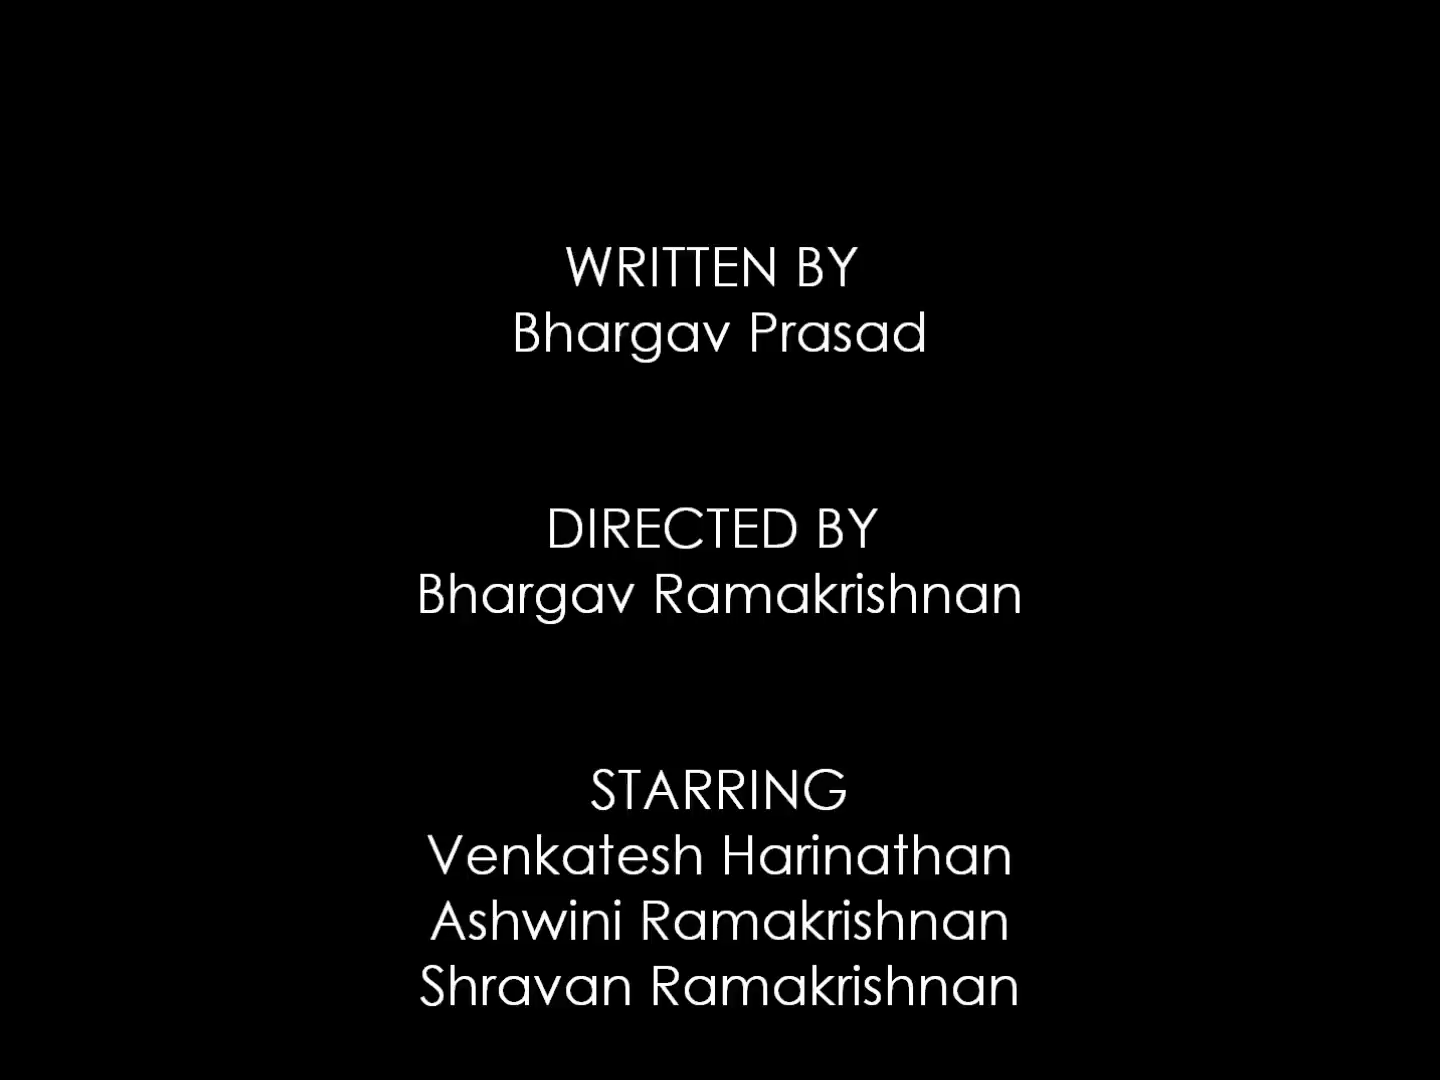 WRITTEN BY
Bhargav Prasad
DIRECTED BY
Bhargav Ramakrishnan
STARRING
Venkatesh Harinathan
Ashwini Ramakrishnan
Shravan Ramakrishnan